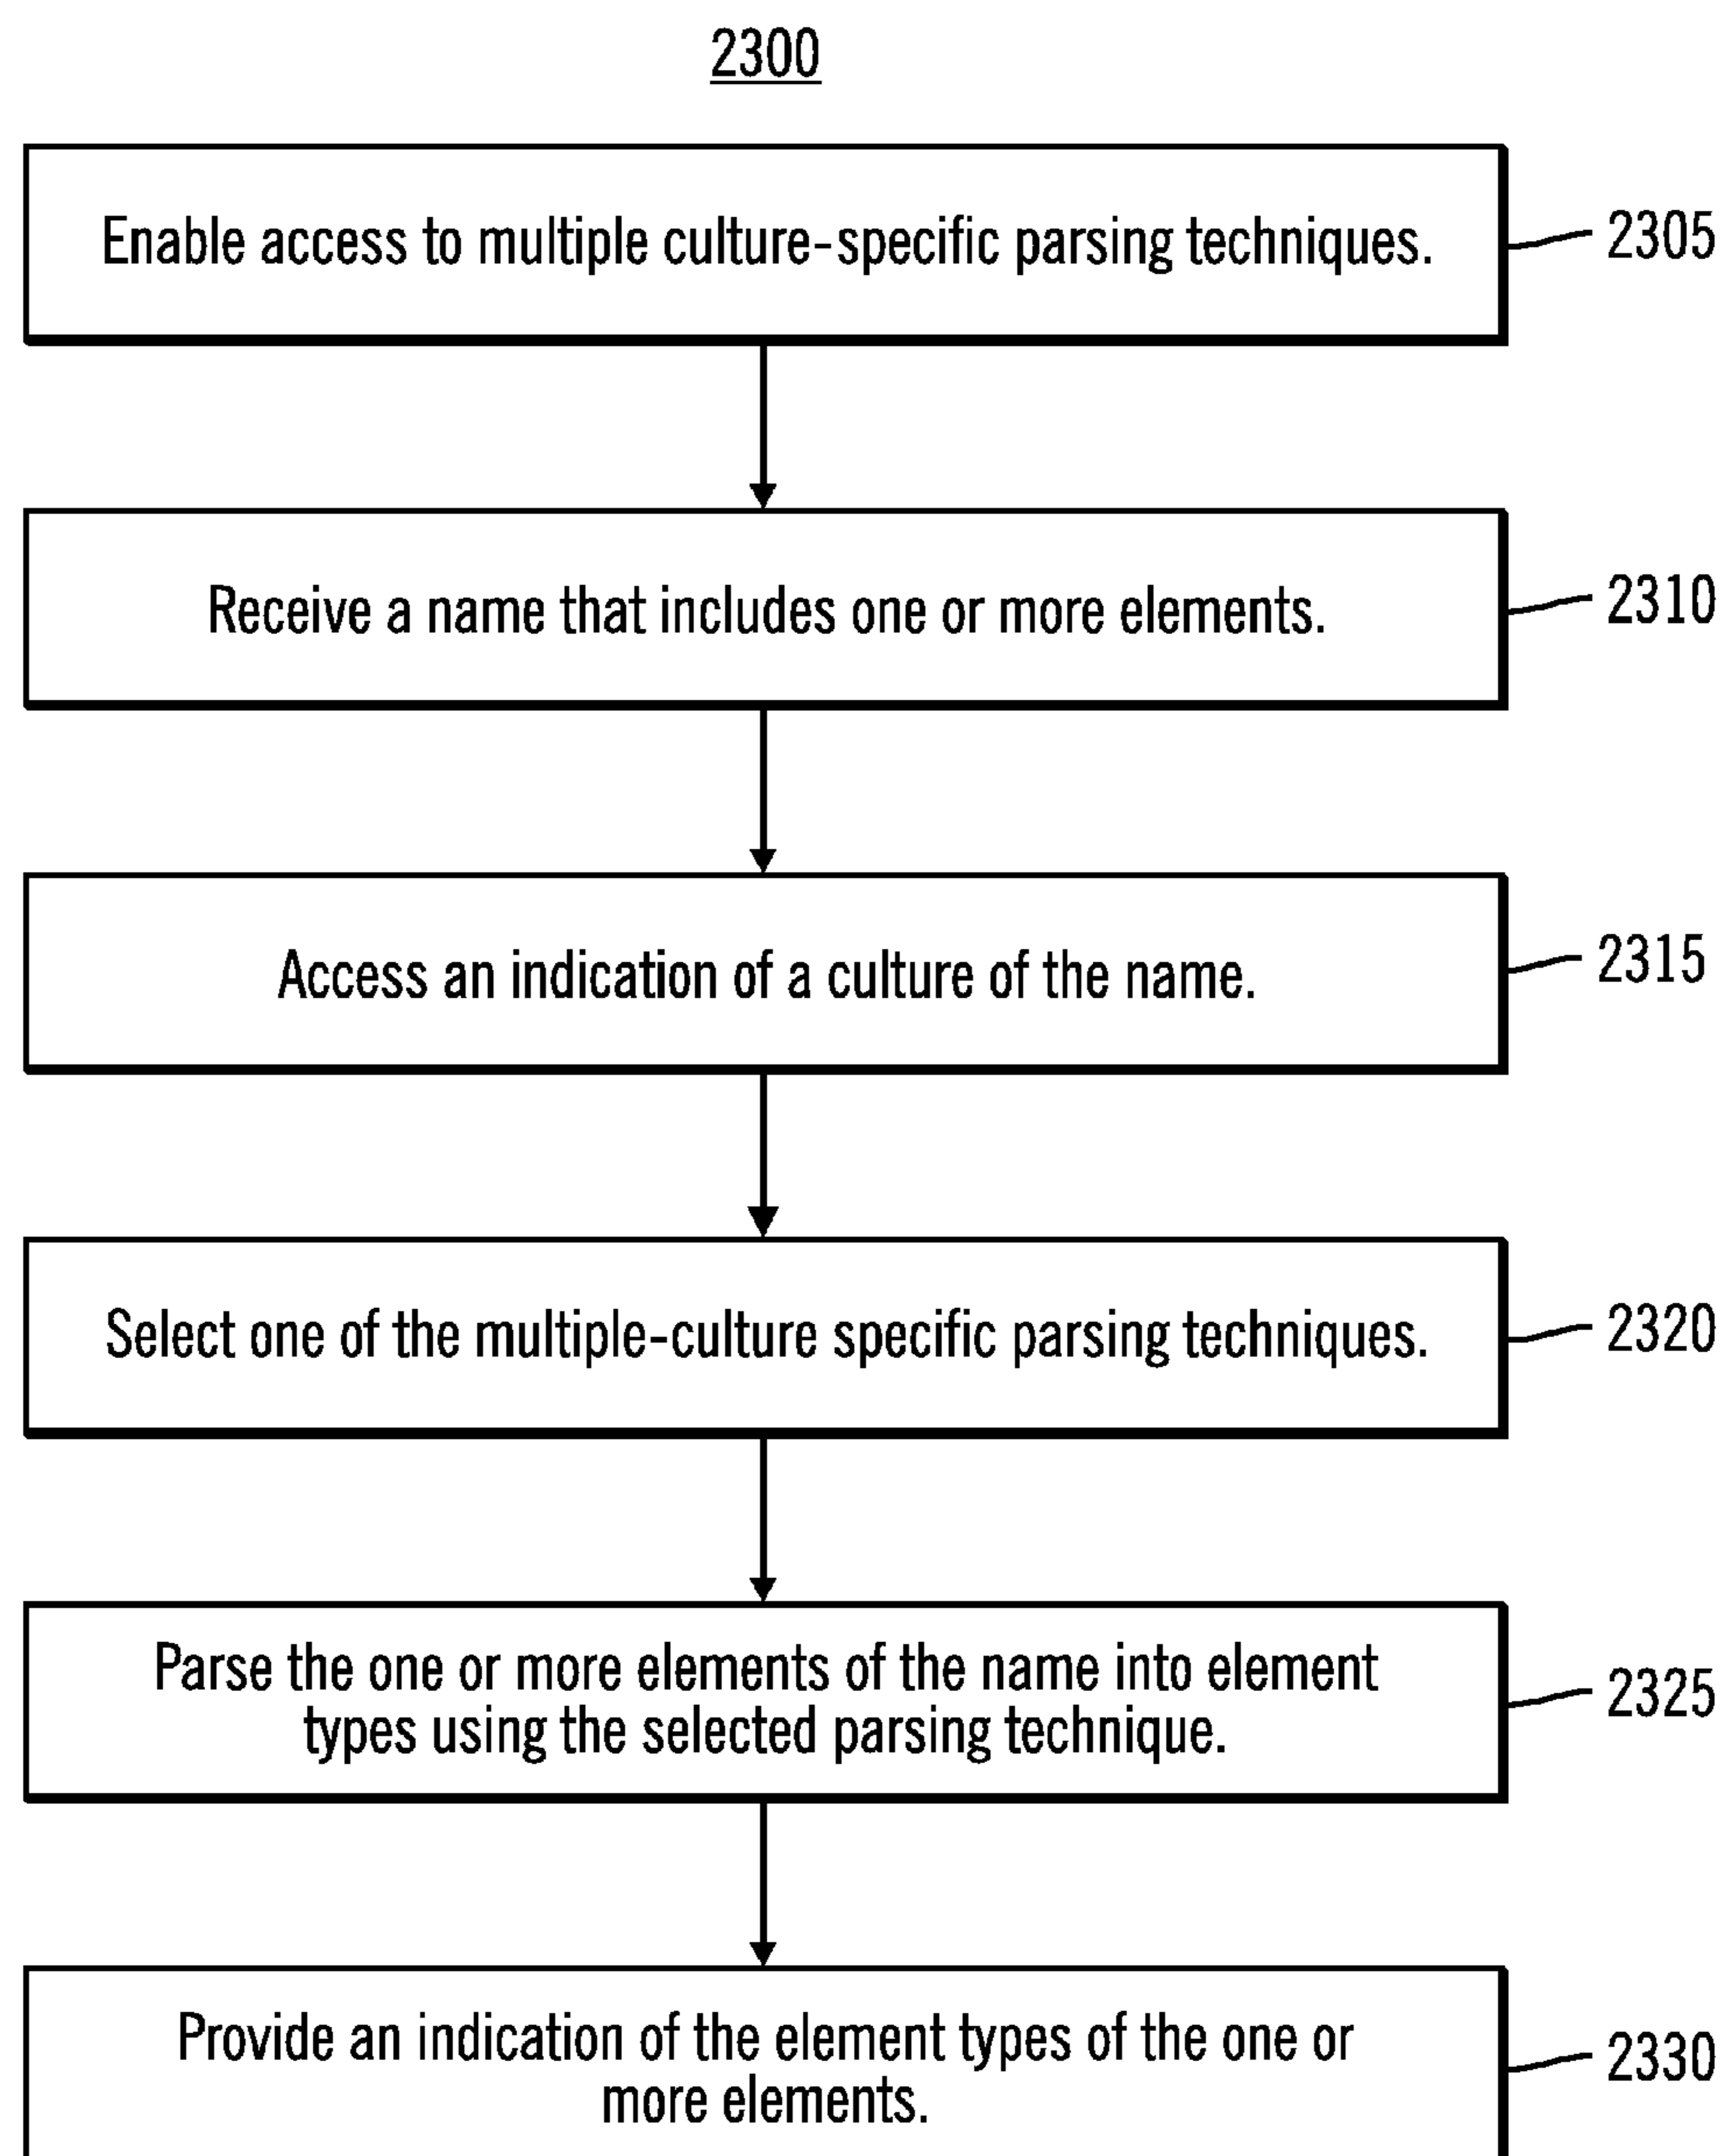 2300
Enable access to multiple culture-specific parsing techniques.
2305
Receive a name that includes one or more elements.
2310
Access an indication of a culture of the name.
2315
Select one of the multiple-culture specific parsing techniques.
2320
Parse the one or more elements of the name into element
types using the selected parsing technique.
2325
Provide an indication of the element types of the one or
more elements.
2330